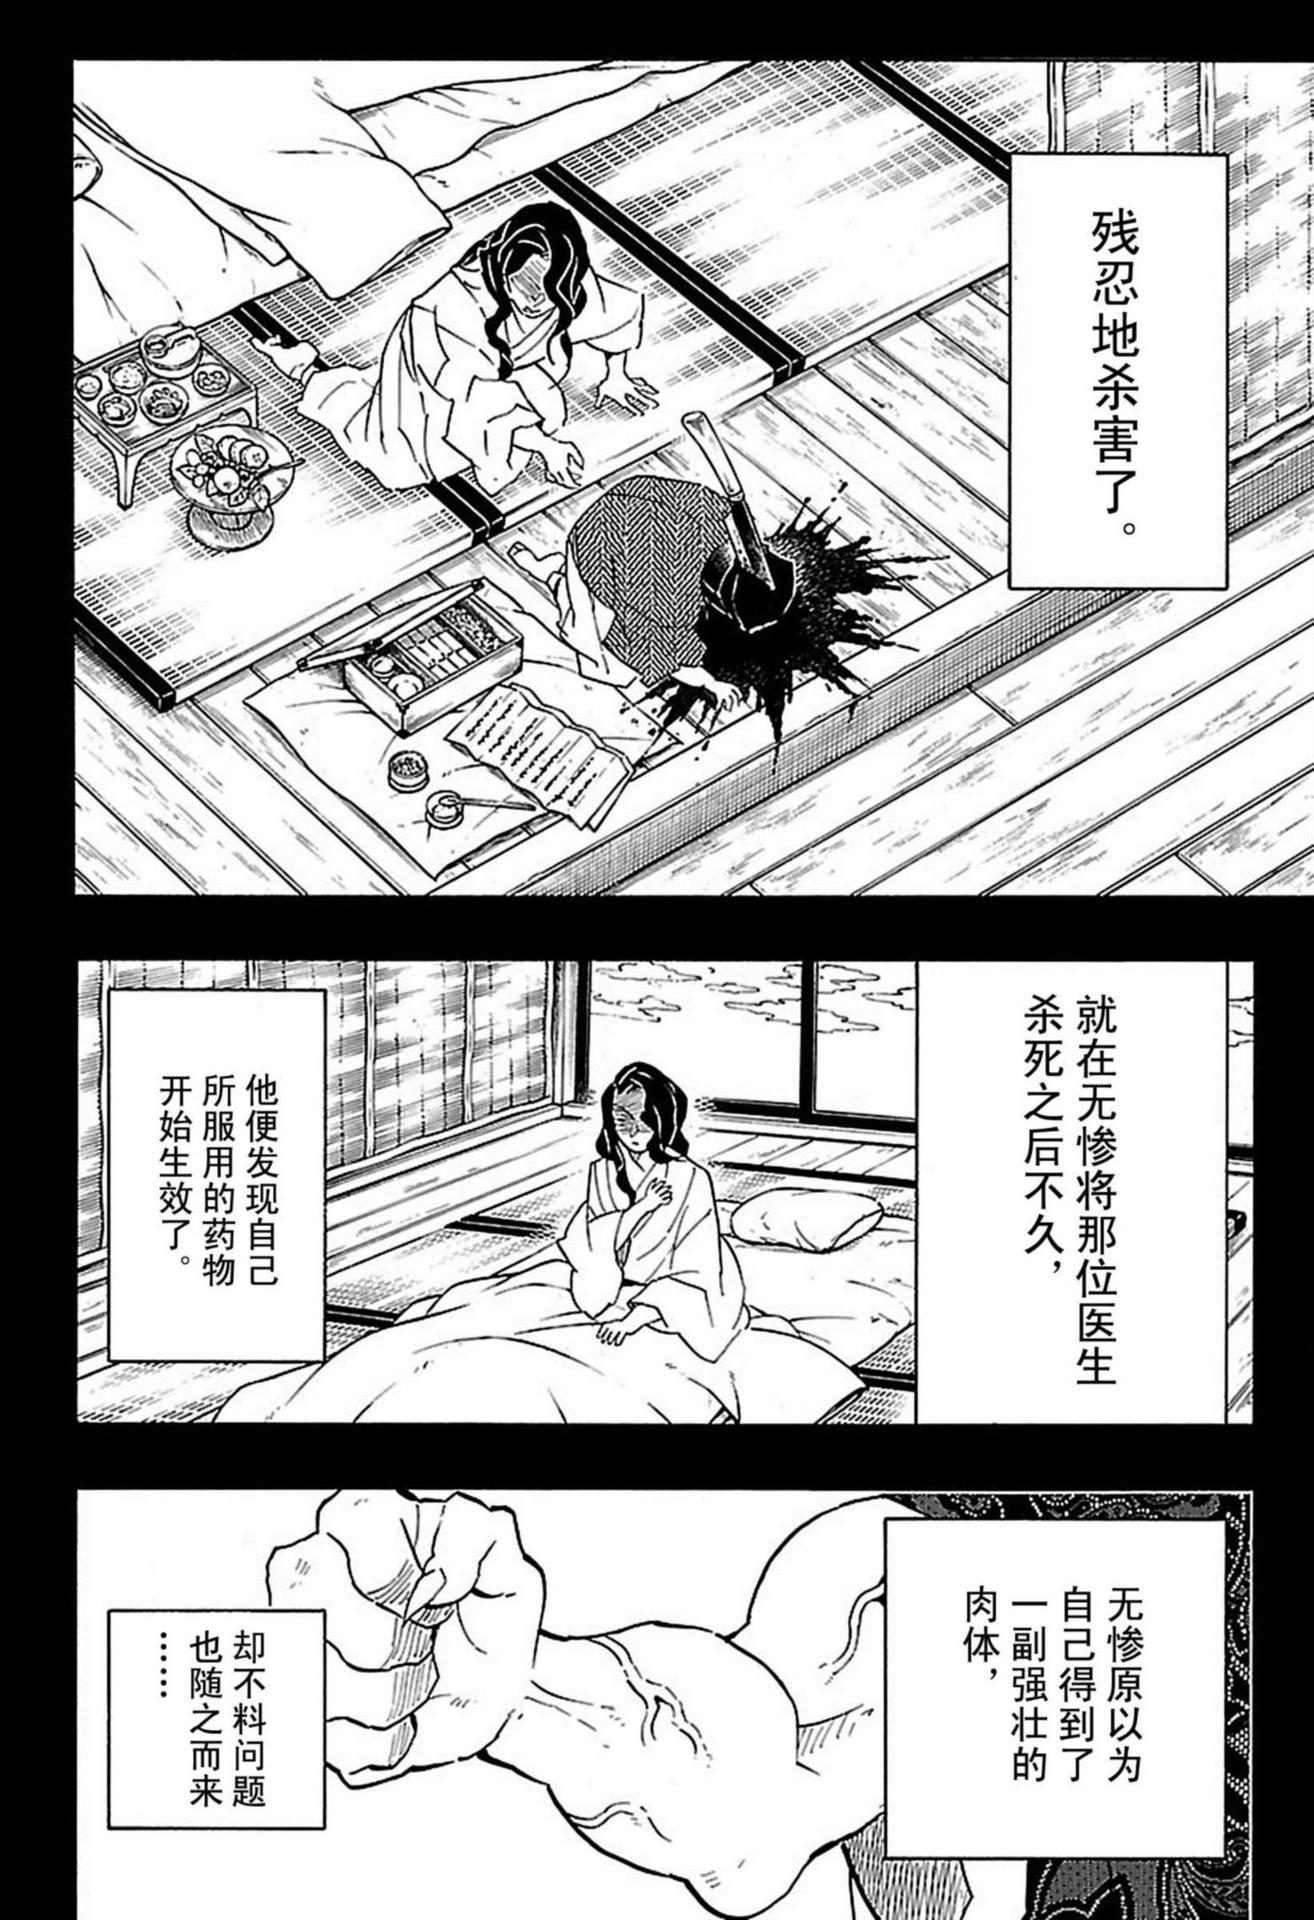 残忍地杀害了。
就在无惨将那位医生
杀死之后不久，
他便发现自己
所服用的药物
开始生效了。
无惨原以为
自己得到了
一副强壮的
肉体，
却不料问题
也随之而来
……